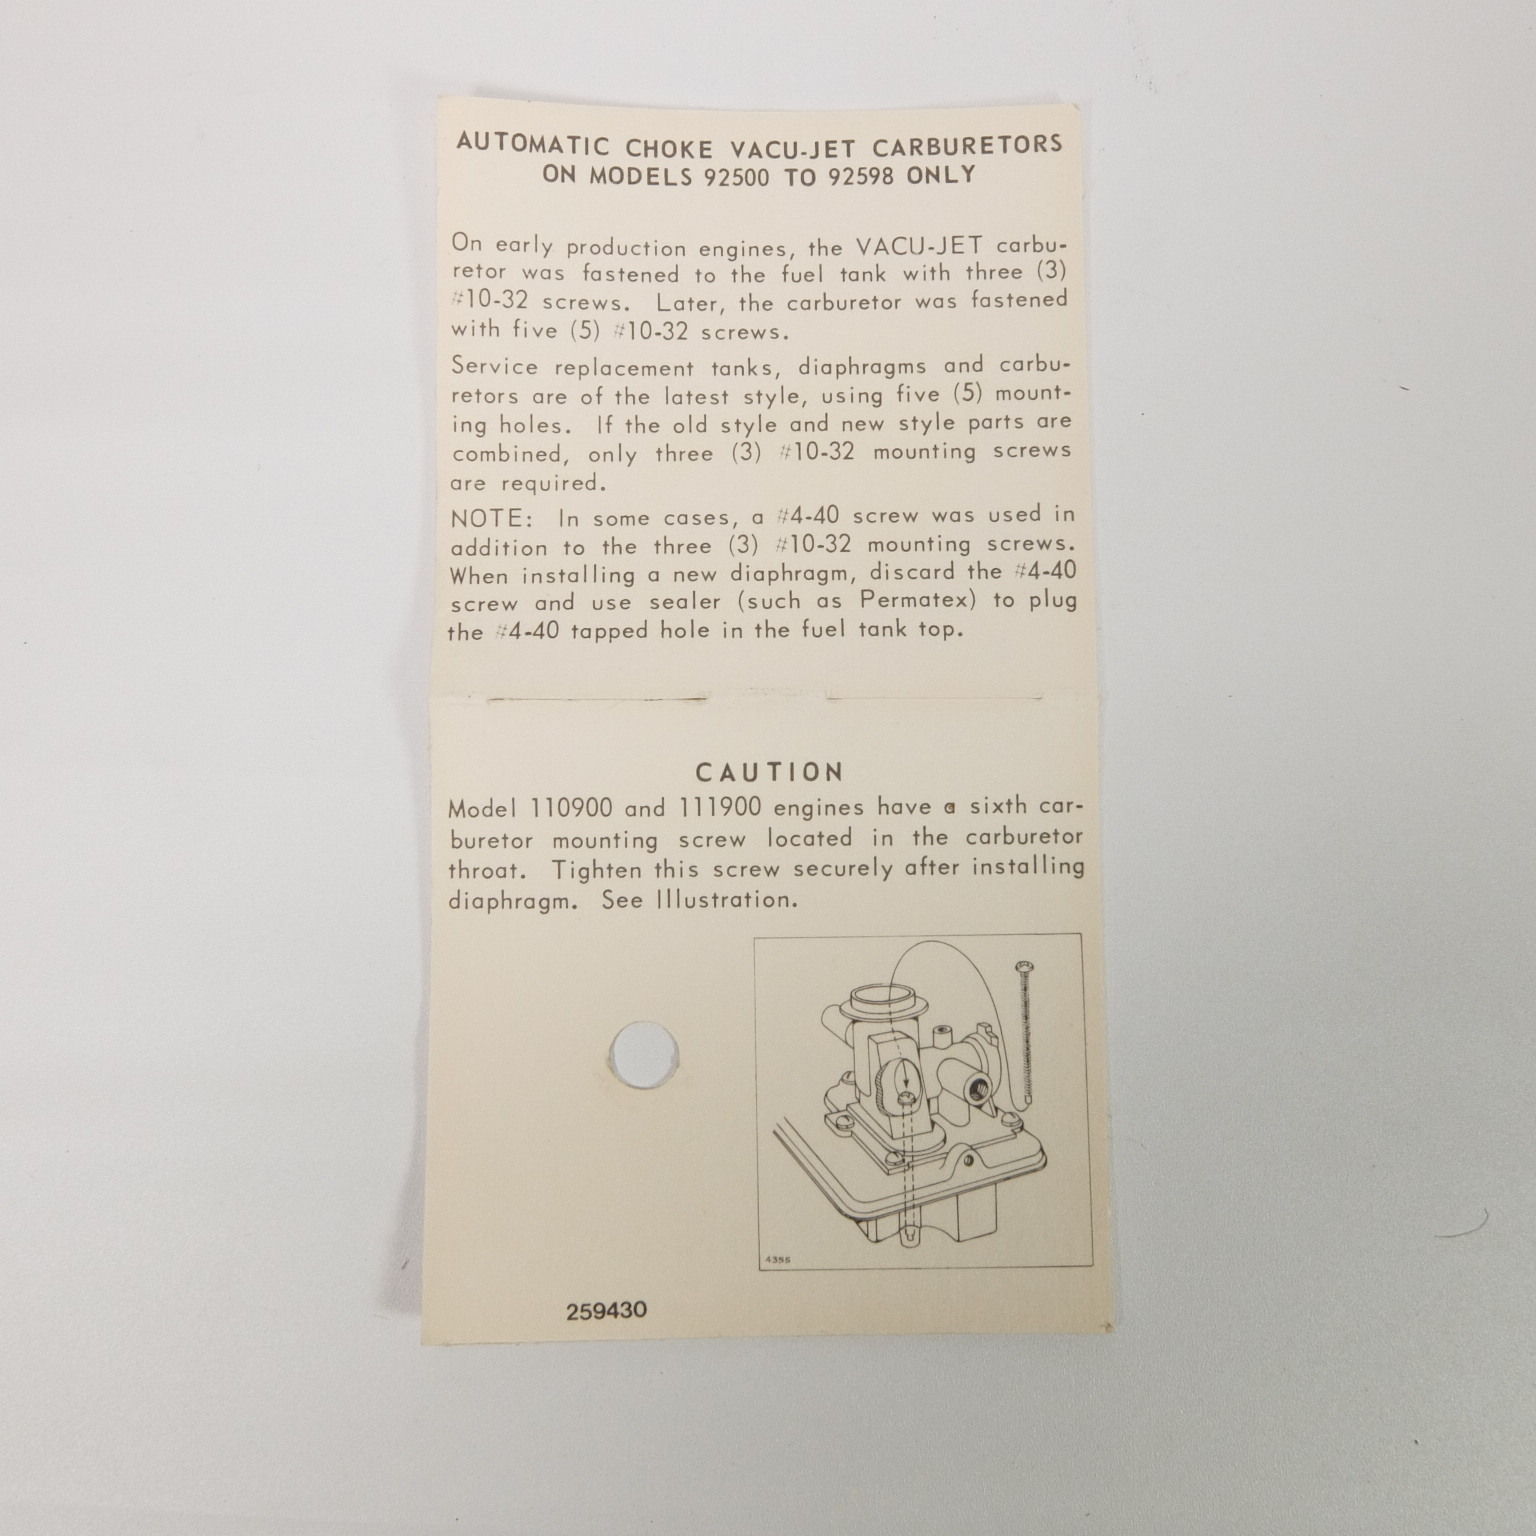 AUTOMATIC CHOKE VACU-JET CARBURETORS
ON MODELS 92500 TO 92598 ONLY
On early production engines, the VACU-JET carbu-
retor was fastened to the fuel tank with three (3)
#10-32 screws. Later, the carburetor was fastened
with five (5) #10-32 screws.
Service replacement tanks, diaphragms and carbu-
retors are of the latest style, using five (5) mount-
ing holes. If the old style and new style parts are
combined, only three (3) #10-32 mounting screws
are required.
NOTE: In some cases, a #4-40 screw was used in
addition to the three (3) #10-32 mounting screws.
When installing a new diaphragm, discard the #4-40
screw and use sealer (such as Permatex) to plug
the #4-40 tapped hole in the fuel tank top.
CAUTION
Model 110900 and 111900 engines have a sixth car-
buretor mounting screw located in the carburetor
throat. Tighten this screw securely after installing
diaphragm. See Illustration.
4355
259430